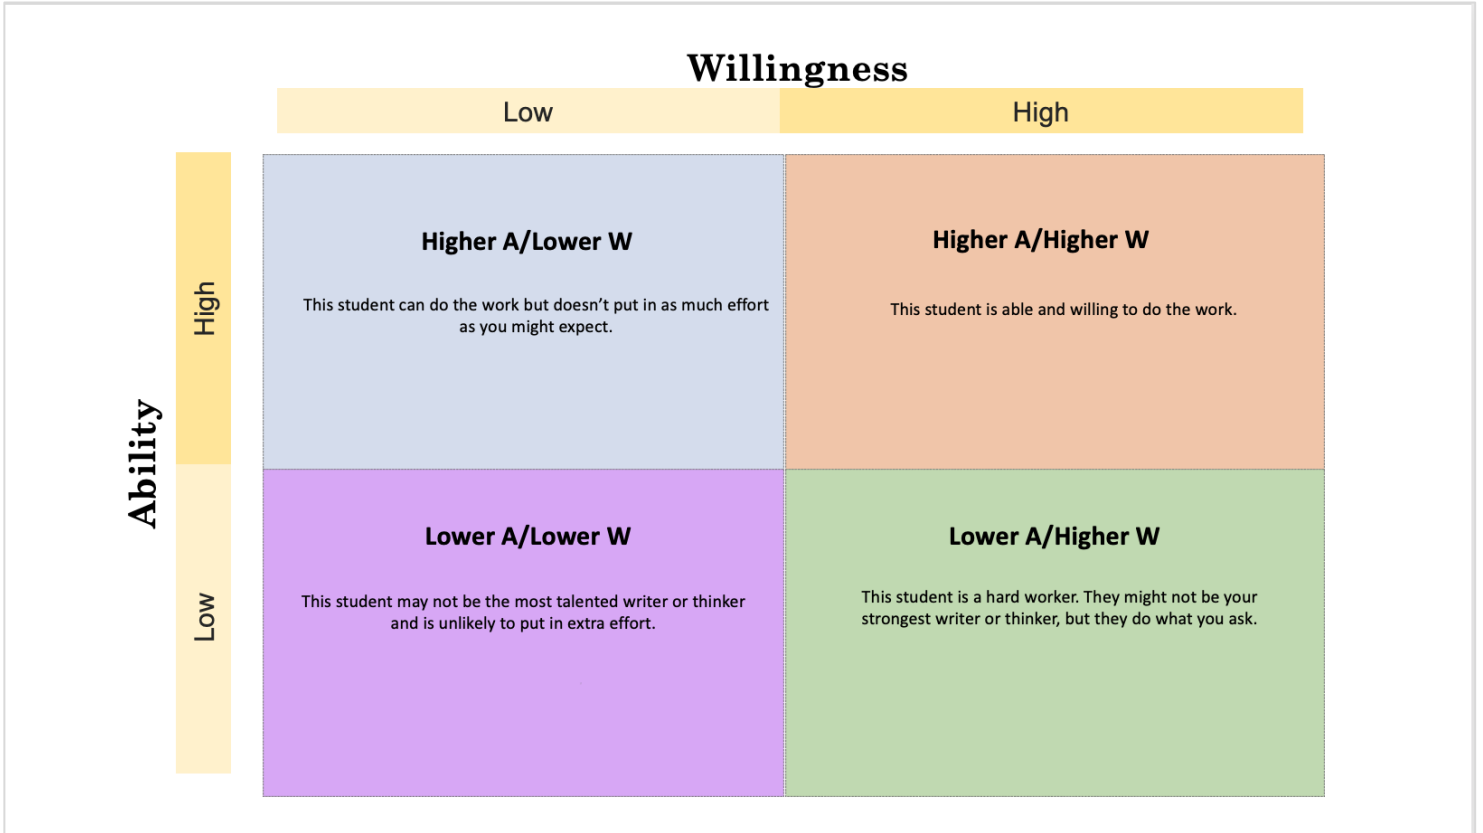 Willingness
Low
High
High
Ability
Low
Higher A/Lower W
This student can do the work but doesn’t put in as much effort
as you might expect.
Higher A/Higher W
This student is able and willing to do the work.
Lower A/Lower W
This student may not be the most talented writer or thinker
and is unlikely to put in extra effort.
Lower A/Higher W
This student is a hard worker. They might not be your
strongest writer or thinker, but they do what you ask.